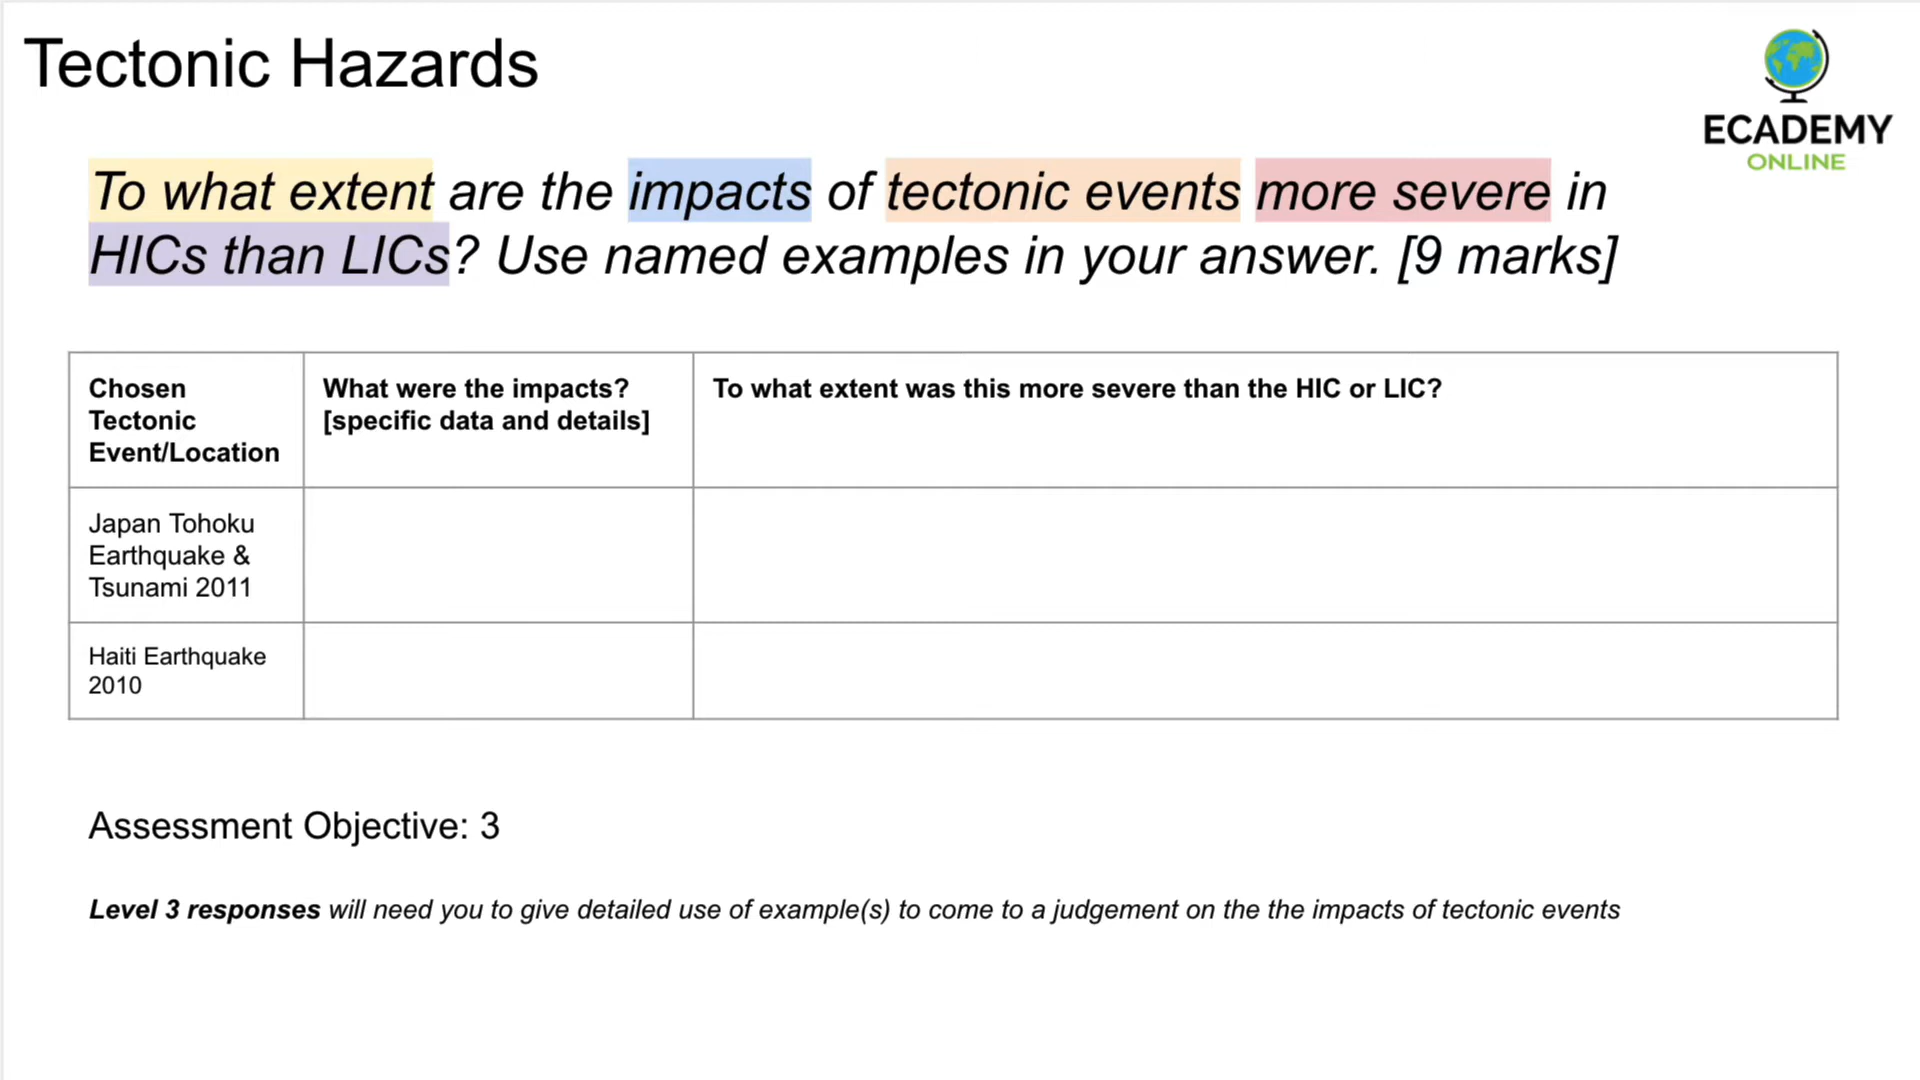 Tectonic Hazards
ECADEMY
ONLINE
To what extent are the impacts of tectonic events more severe in
HICs than LICs? Use named examples in your answer. [9 marks]
Chosen
Tectonic
Event/Location
What were the impacts?
[specific data and details]
To what extent was this more severe than the HIC or LIC?
Japan Tohoku
Earthquake &
Tsunami 2011
Haiti Earthquake
2010
Assessment Objective: 3
Level 3 responses will need you to give detailed use of example(s) to come to a judgement on the the impacts of tectonic events